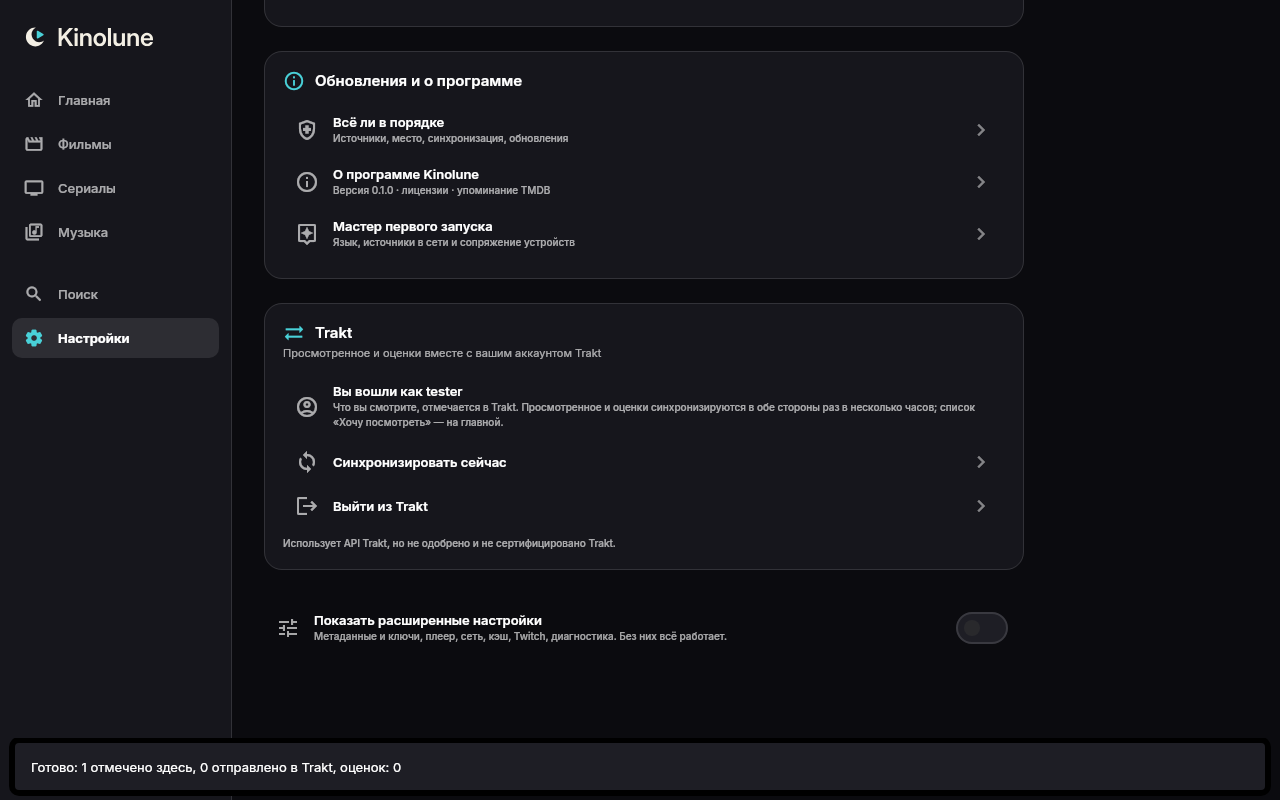 Kinolune
Главная
Фильмы
Сериалы
Музыка
Поиск
Настройки
Обновления и о программе
Всё ли в порядке
Источники, место, синхронизация, обновления
О программе Kinolune
Версия 0.1.0 · лицензии · упоминание TMDB
Мастер первого запуска
Язык, источники в сети и сопряжение устройств
Trakt
Просмотренное и оценки вместе с вашим аккаунтом Trakt
Вы вошли как tester
Что вы смотрите, отмечается в Trakt. Просмотренное и оценки синхронизируются в обе стороны раз в несколько часов; список
«Хочу посмотреть» — на главной.
Синхронизировать сейчас
Выйти из Trakt
Использует API Trakt, но не одобрено и не сертифицировано Trakt.
Показать расширенные настройки
Метаданные и ключи, плеер, сеть, кэш, Twitch, диагностика. Без них всё работает.
Готово: 1 отмечено здесь, 0 отправлено в Trakt, оценок: 0